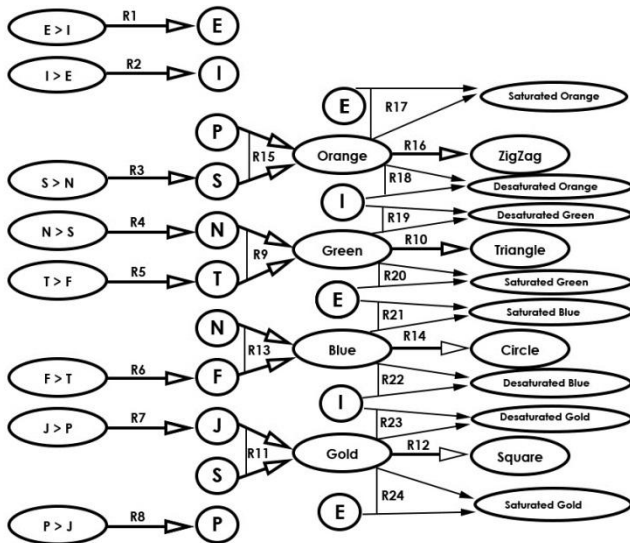 E > I
R1
E
I > E
R2
I
E
R17
Saturated Orange
P
R15
Orange
R16
ZigZag
S > N
R3
S
R18
Desaturated Orange
I
R19
Desaturated Green
N > S
R4
N
R9
Green
R10
Triangle
T > F
R5
T
R20
Saturated Green
E
R21
Saturated Blue
N
R13
Blue
R14
Circle
F > T
R6
F
R22
Desaturated Blue
I
R23
Desaturated Gold
J > P
R7
J
R11
Gold
R12
Square
S
R24
Saturated Gold
E
P > J
R8
P